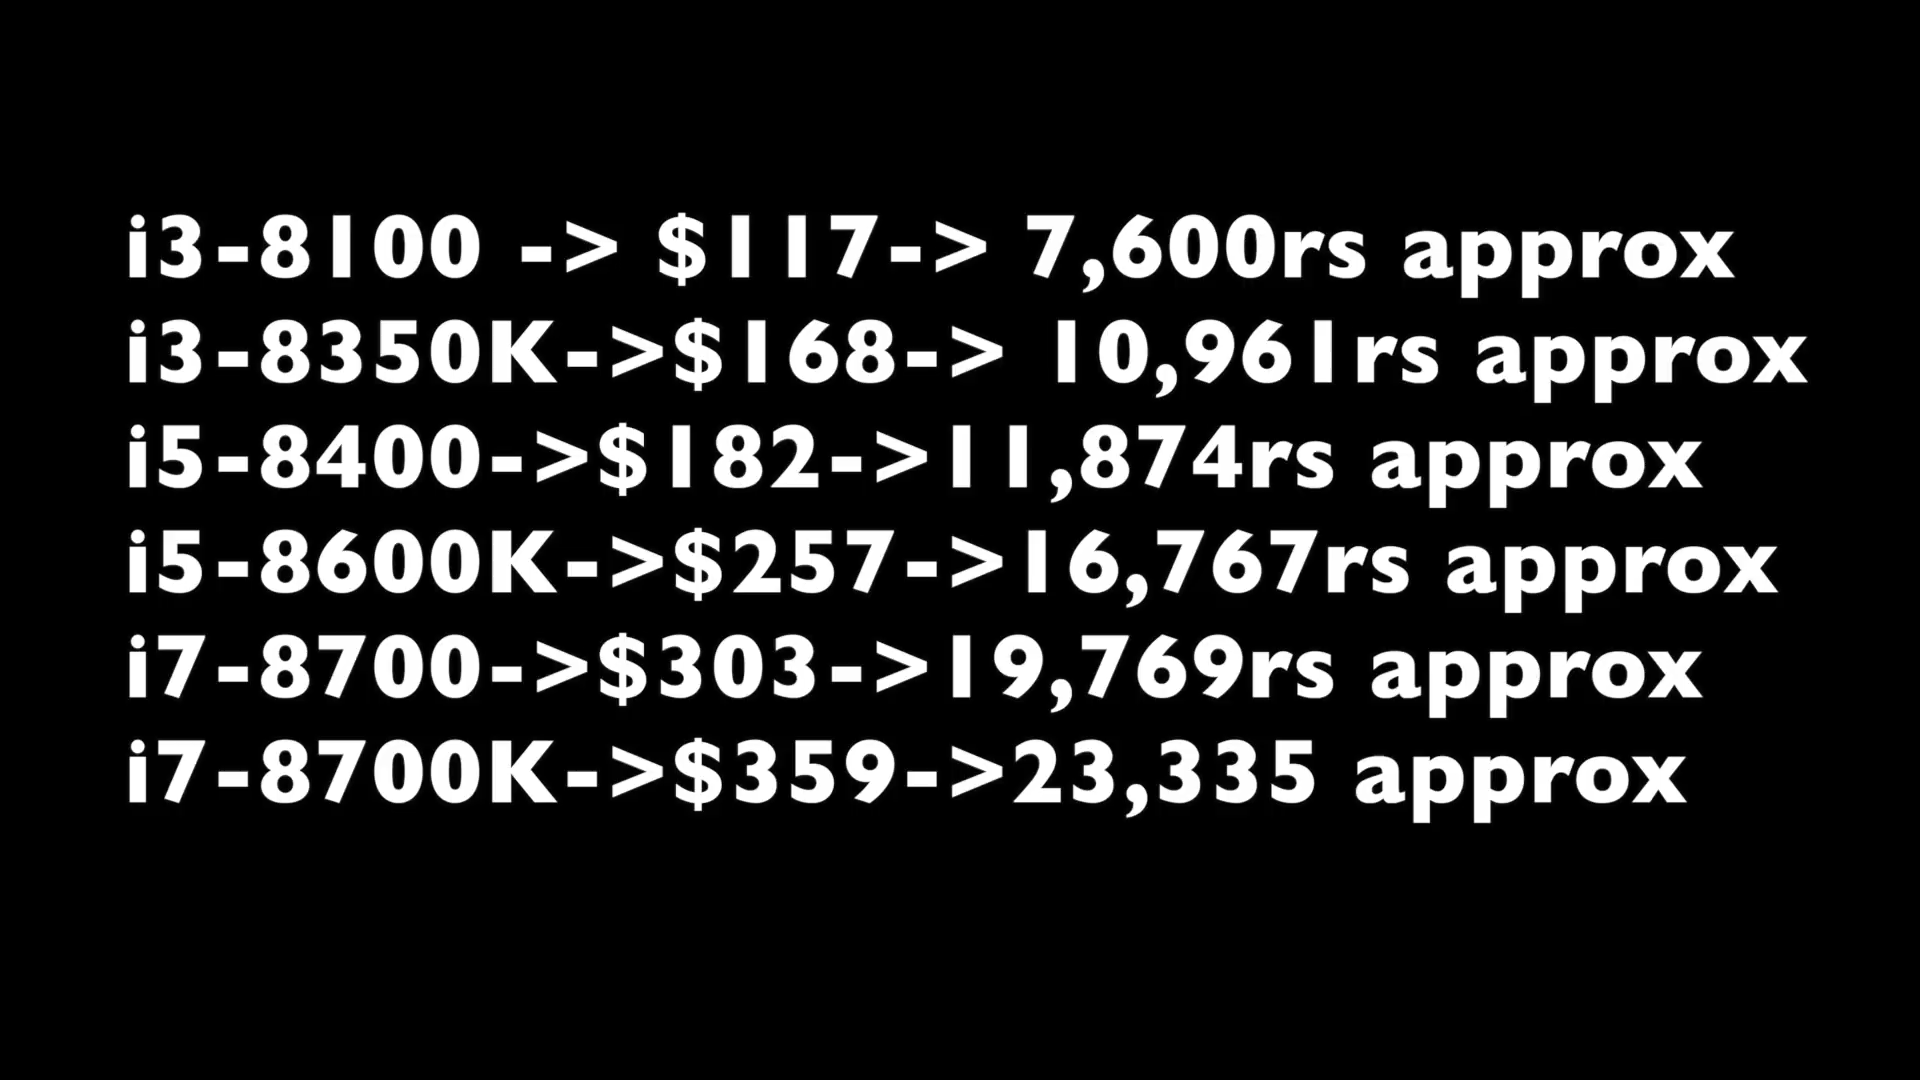 i3-8100 -> $117-> 7,600rs approx
i3-8350K->$168-> 10,961rs approx
i5-8400->$182->11,874rs approx
i5-8600K->$257->16,767rs approx
i7-8700->$303->19,769rs approx
i7-8700K->$359->23,335 approx